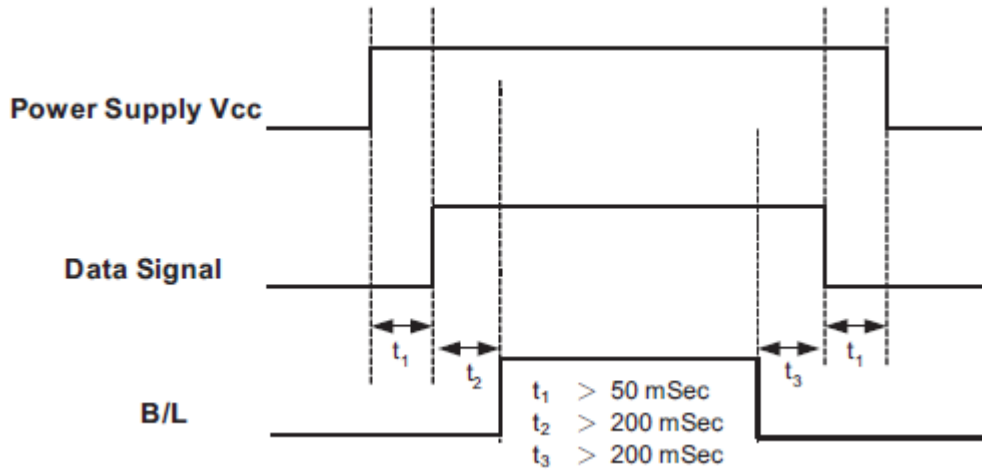 Power Supply Vcc
Data Signal
t₁
t₂
t₃
t₁
B/L
t₁ > 50 mSec
t₂ > 200 mSec
t₃ > 200 mSec